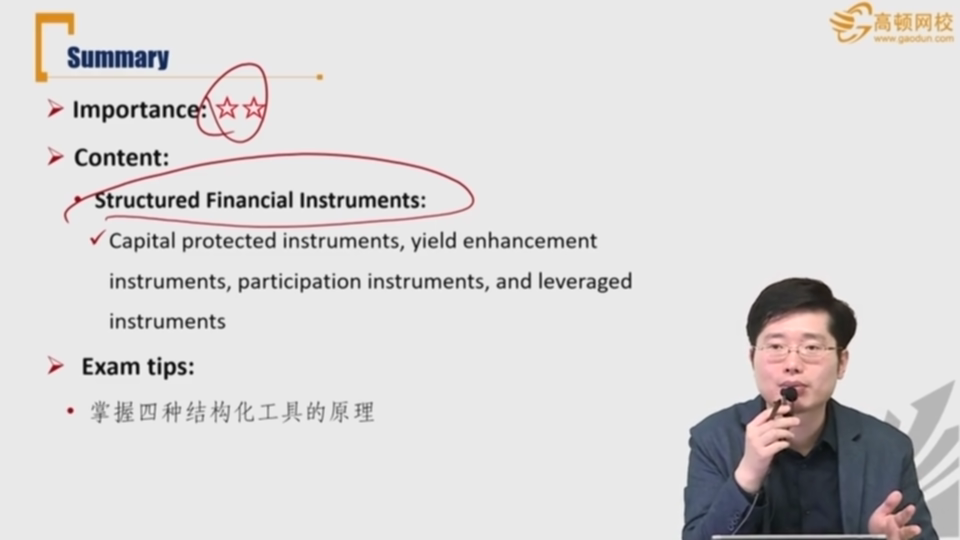 高顿网校
www.gaodun.com
Summary
Importance: ☆☆
Content:
Structured Financial Instruments:
Capital protected instruments, yield enhancement
instruments, participation instruments, and leveraged
instruments
Exam tips:
掌握四种结构化工具的原理